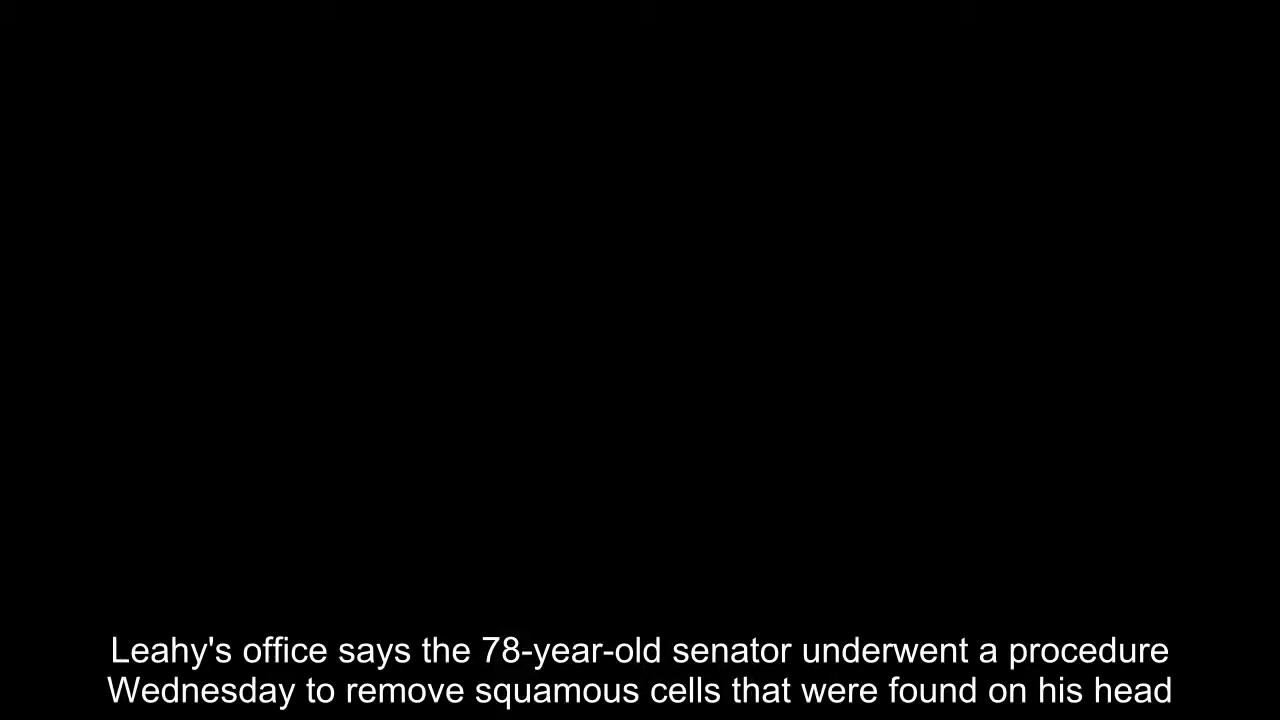 Leahy's office says the 78-year-old senator underwent a procedure
Wednesday to remove squamous cells that were found on his head